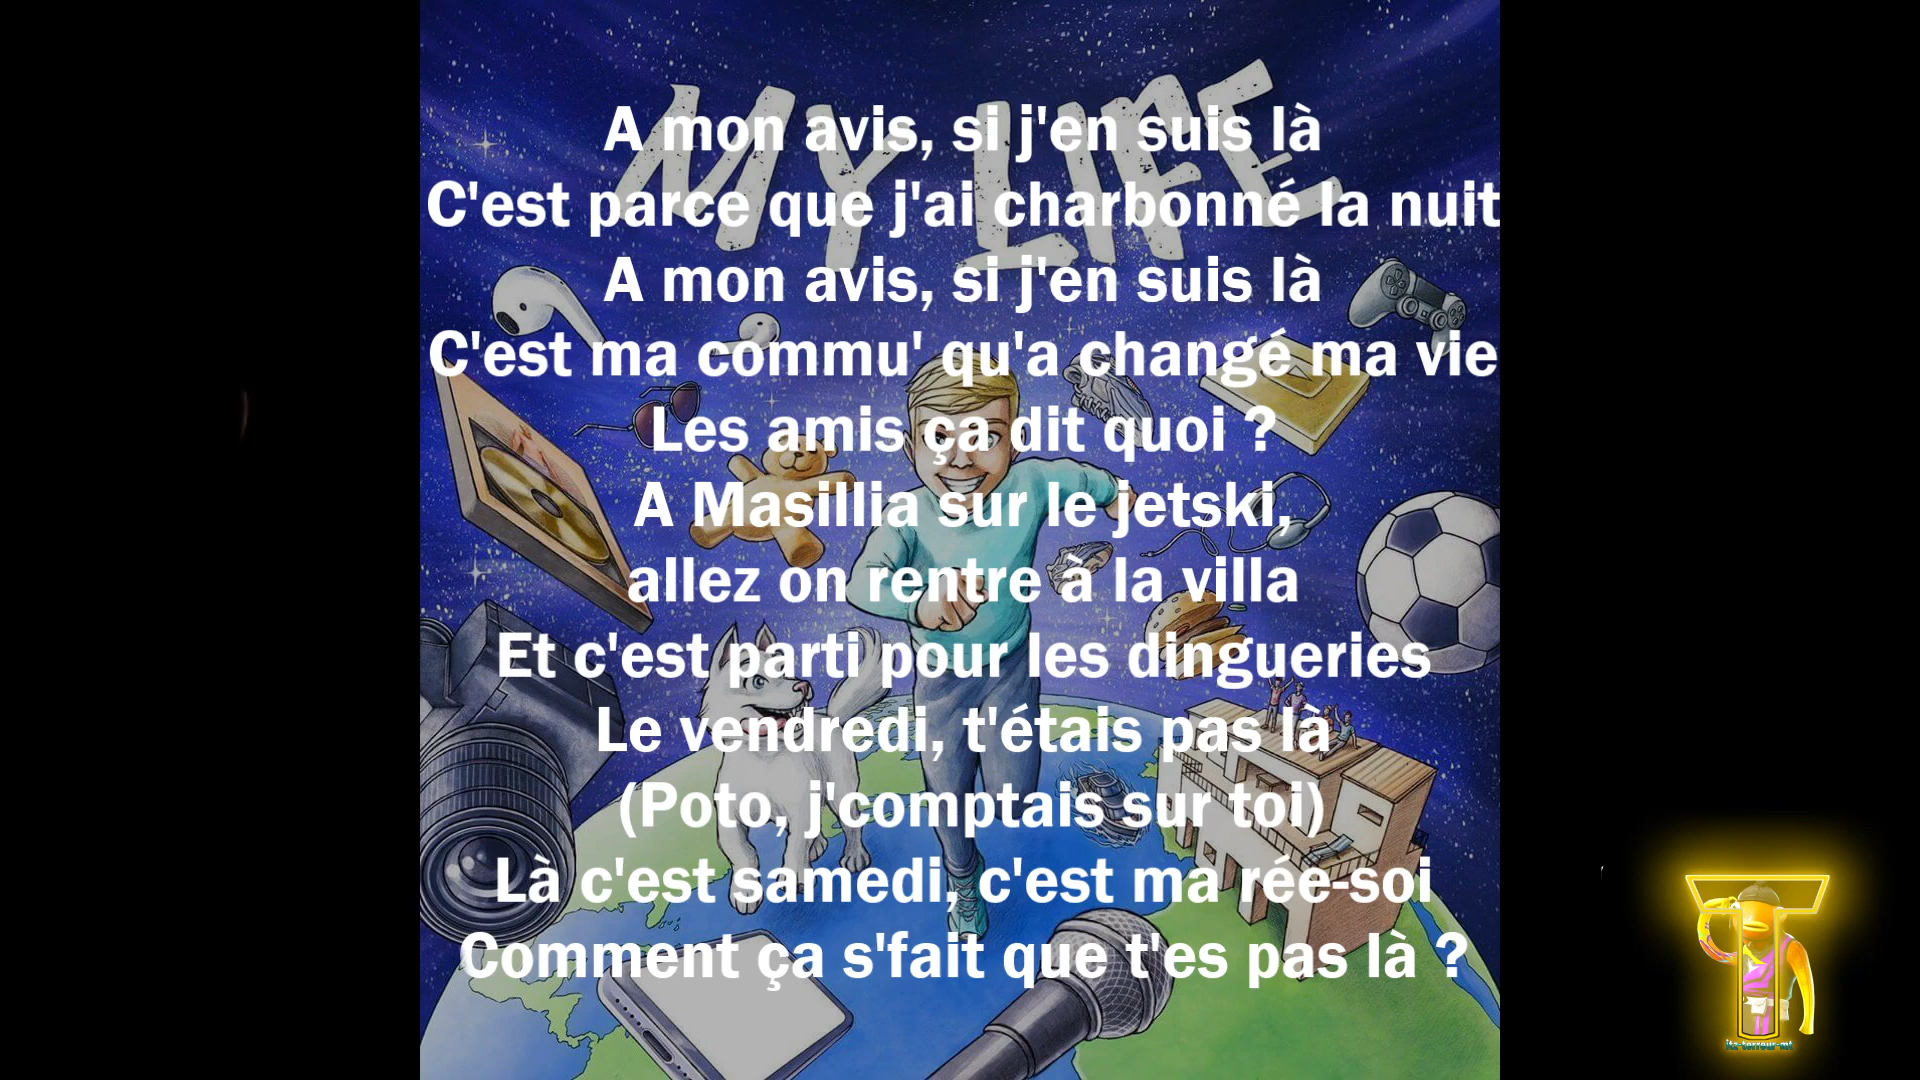 MY LIFE
A mon avis, si j'en suis là
C'est parce que j'ai charbonné la nuit
A mon avis, si j'en suis là
C'est ma commu' qu'a changé ma vie
Les amis ça dit quoi ?
A Masillia sur le jetski,
allez on rentre à la villa
Et c'est parti pour les dingueries
Le vendredi, t'étais pas là
(Poto, j'comptais sur toi)
Là c'est samedi, c'est ma rée-soi
Comment ça s'fait que t'es pas là ?
T
itz-terreur-mt